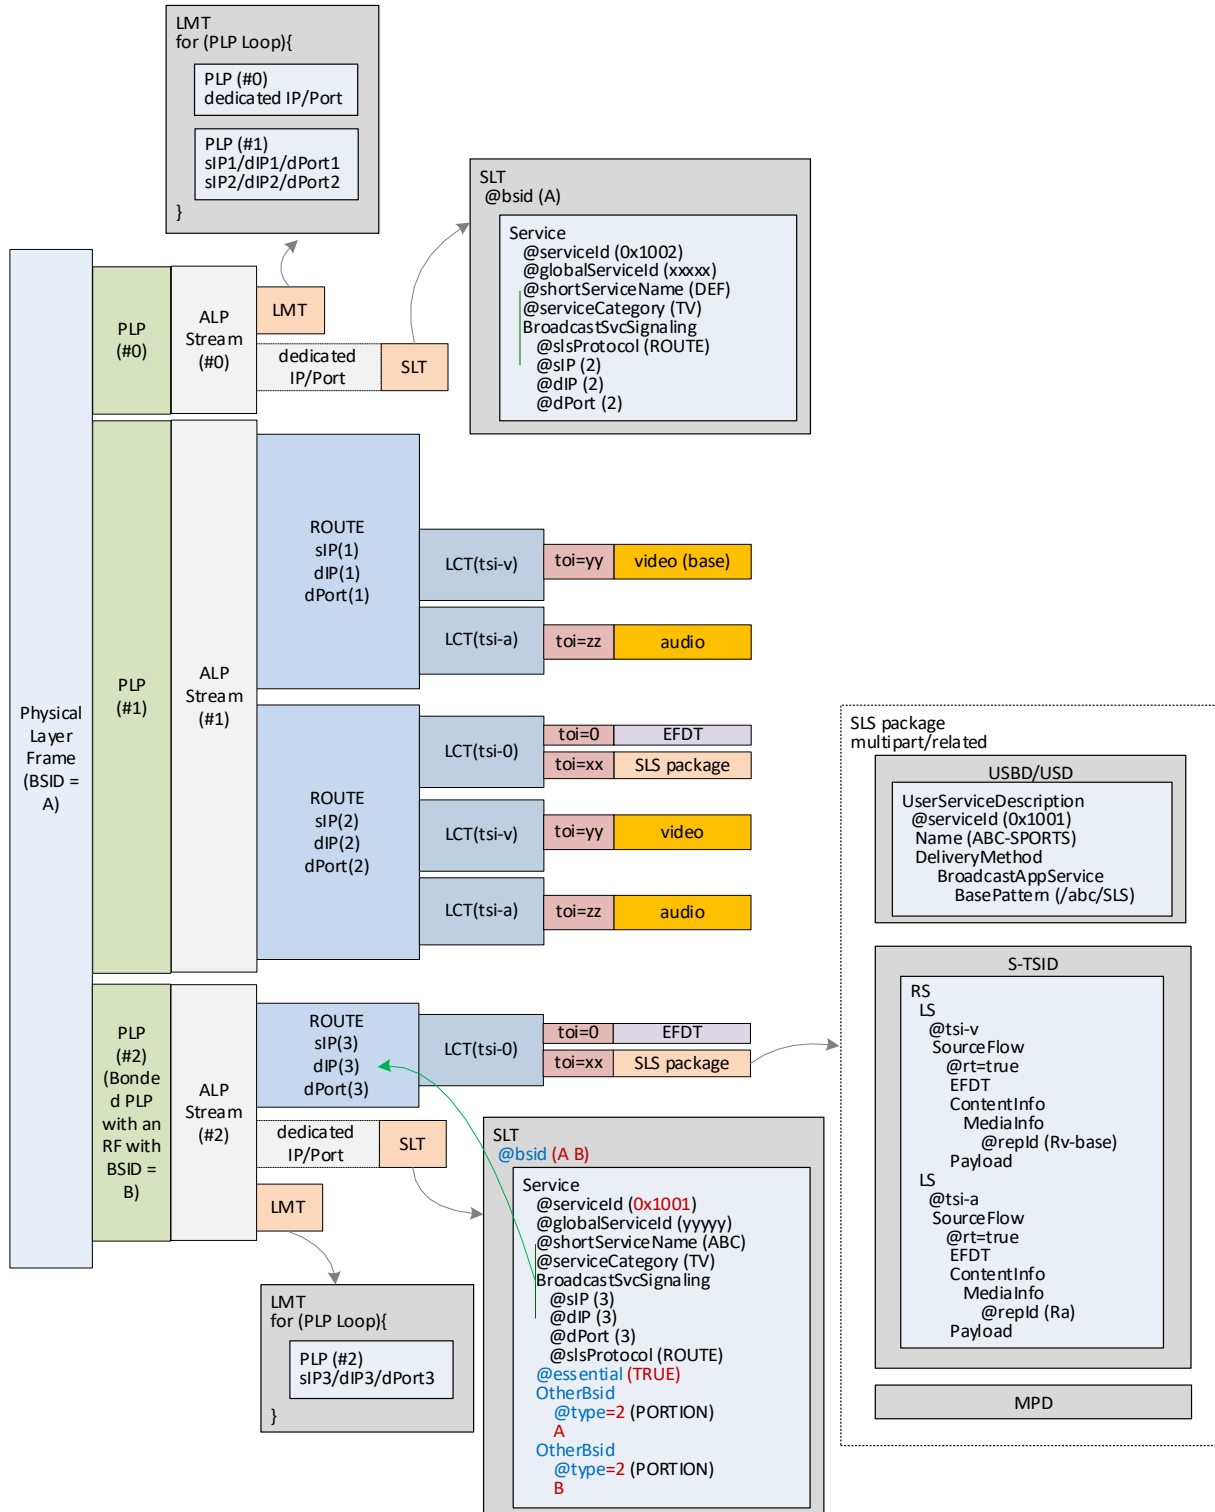 LMT
for (PLP Loop){
PLP (#0)
dedicated IP/Port
PLP (#1)
sIP1/dIP1/dPort1
sIP2/dIP2/dPort2
}
SLT
@bsid (A)
Service
@serviceId (0x1002)
@globalServiceId (xxxxx)
@shortServiceName (DEF)
@serviceCategory (TV)
BroadcastSvcSignaling
@slsProtocol (ROUTE)
@sIP (2)
@dIP (2)
@dPort (2)
Physical
Layer
Frame
(BSID =
A)
PLP
(#0)
ALP
Stream
(#0)
LMT
dedicated
IP/Port
SLT
PLP
(#1)
ALP
Stream
(#1)
ROUTE
sIP(1)
dIP(1)
dPort(1)
LCT(tsi-v)
toi=yy
video (base)
LCT(tsi-a)
toi=zz
audio
ROUTE
sIP(2)
dIP(2)
dPort(2)
LCT(tsi-0)
toi=0
EFDT
toi=xx
SLS package
LCT(tsi-v)
toi=yy
video
LCT(tsi-a)
toi=zz
audio
PLP
(#2)
(Bonde
d PLP
with an
RF with
BSID =
B)
ALP
Stream
(#2)
ROUTE
sIP(3)
dIP(3)
dPort(3)
LCT(tsi-0)
toi=0
EFDT
toi=xx
SLS package
dedicated
IP/Port
SLT
LMT
LMT
for (PLP Loop){
PLP (#2)
sIP3/dIP3/dPort3
}
SLT
@bsid (A B)
Service
@serviceId (0x1001)
@globalServiceId (yyyyy)
@shortServiceName (ABC)
@serviceCategory (TV)
BroadcastSvcSignaling
@sIP (3)
@dIP (3)
@dPort (3)
@slsProtocol (ROUTE)
@essential (TRUE)
OtherBsid
@type=2 (PORTION)
A
OtherBsid
@type=2 (PORTION)
B
SLS package
multipart/related
USBD/USD
UserServiceDescription
@serviceId (0x1001)
Name (ABC-SPORTS)
DeliveryMethod
BroadcastAppService
BasePattern (/abc/SLS)
S-TSID
RS
LS
@tsi-v
SourceFlow
@rt=true
EFDT
ContentInfo
MediaInfo
@repId (Rv-base)
Payload
LS
@tsi-a
SourceFlow
@rt=true
EFDT
ContentInfo
MediaInfo
@repId (Ra)
Payload
MPD